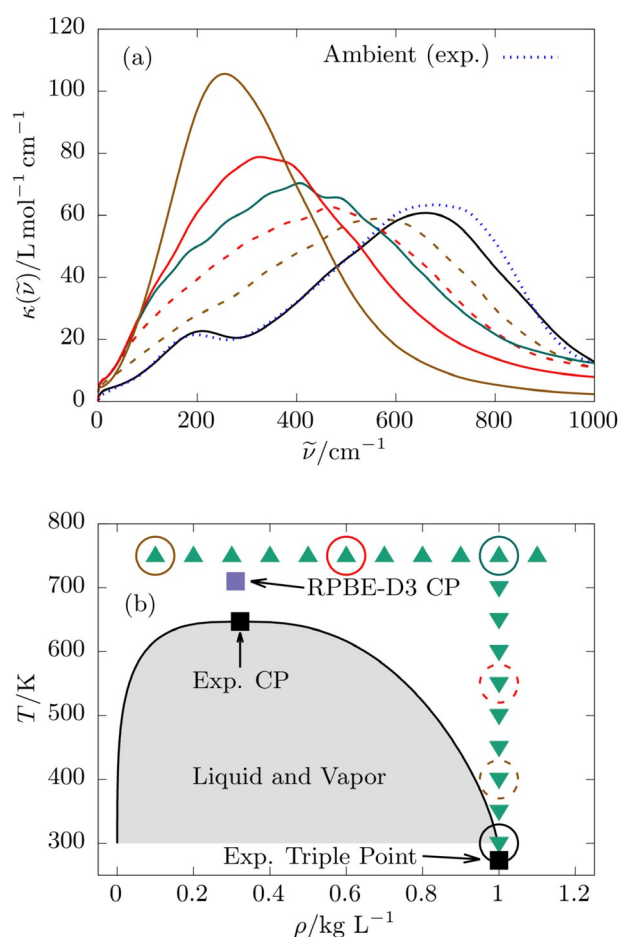 120
(a)
Ambient (exp.)
100
80
60
40
20
0
κ(ν̃)/L mol⁻¹ cm⁻¹
0 200 400 600 800 1000
ν̃/cm⁻¹
800
700
600
500
400
300
T/K
(b)
RPBE-D3 CP
Exp. CP
Liquid and Vapor
Exp. Triple Point
0 0.2 0.4 0.6 0.8 1 1.2
ρ/kg L⁻¹